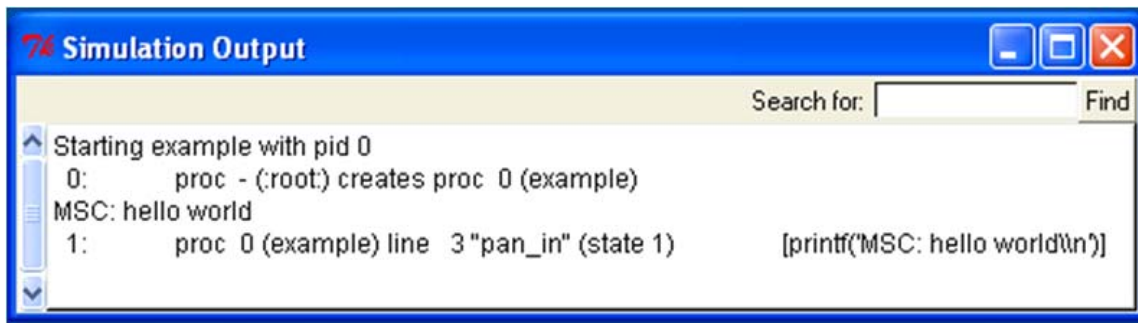 Simulation Output
Search for: Find
Starting example with pid 0
0: proc - (:root:) creates proc 0 (example)
MSC: hello world
1: proc 0 (example) line 3 "pan_in" (state 1) [printf('MSC: hello world\\n')]